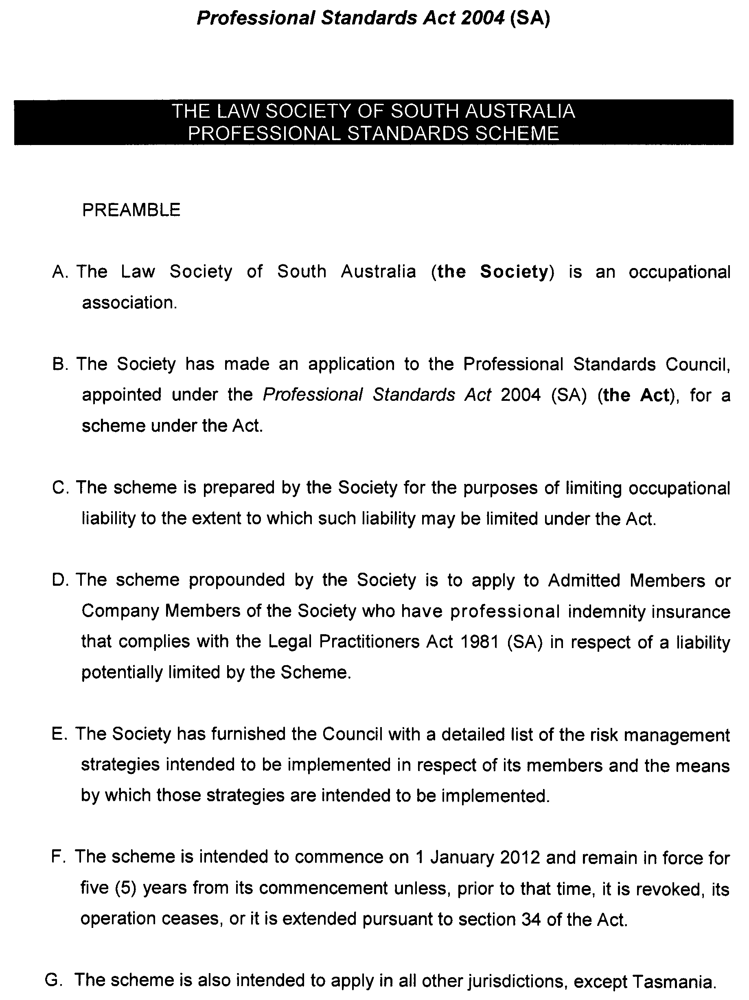 Professional Standards Act 2004 (SA)
THE LAW SOCIETY OF SOUTH AUSTRALIA
PROFESSIONAL STANDARDS SCHEME
PREAMBLE
A. The Law Society of South Australia (the Society) is an occupational
association.
B. The Society has made an application to the Professional Standards Council,
appointed under the Professional Standards Act 2004 (SA) (the Act), for a
scheme under the Act.
C. The scheme is prepared by the Society for the purposes of limiting occupational
liability to the extent to which such liability may be limited under the Act.
D. The scheme propounded by the Society is to apply to Admitted Members or
Company Members of the Society who have professional indemnity insurance
that complies with the Legal Practitioners Act 1981 (SA) in respect of a liability
potentially limited by the Scheme.
E. The Society has furnished the Council with a detailed list of the risk management
strategies intended to be implemented in respect of its members and the means
by which those strategies are intended to be implemented.
F. The scheme is intended to commence on 1 January 2012 and remain in force for
five (5) years from its commencement unless, prior to that time, it is revoked, its
operation ceases, or it is extended pursuant to section 34 of the Act.
G. The scheme is also intended to apply in all other jurisdictions, except Tasmania.